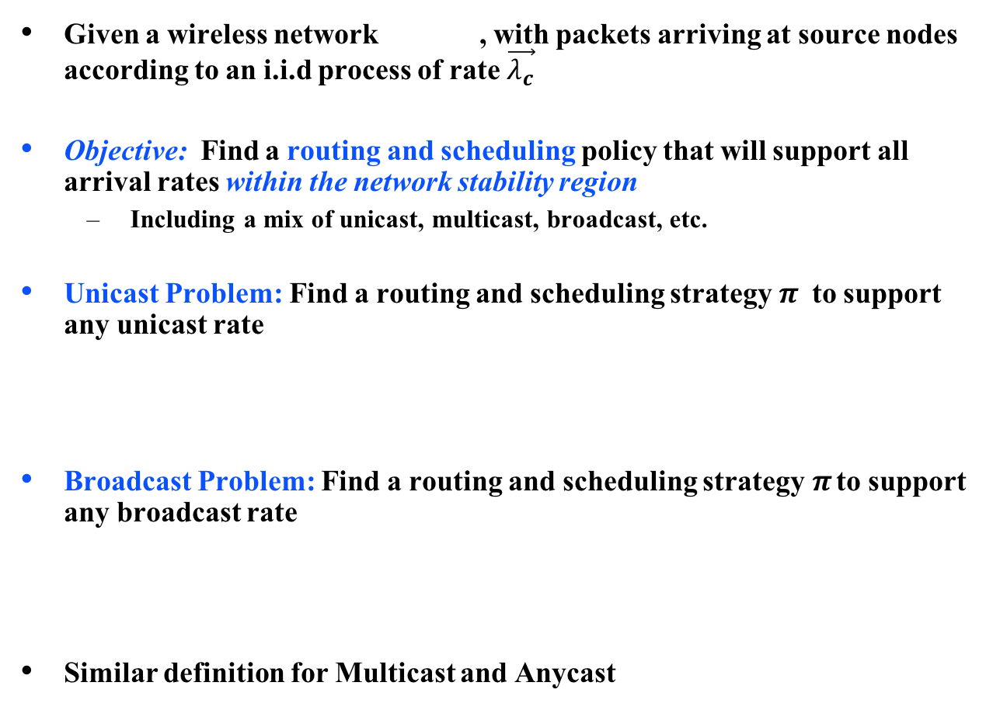 • Given a wireless network , with packets arriving at source nodes
according to an i.i.d process of rate $\overrightarrow{\lambda_c}$
• Objective: Find a routing and scheduling policy that will support all
arrival rates within the network stability region
– Including a mix of unicast, multicast, broadcast, etc.
• Unicast Problem: Find a routing and scheduling strategy π to support
any unicast rate
• Broadcast Problem: Find a routing and scheduling strategy π to support
any broadcast rate
• Similar definition for Multicast and Anycast